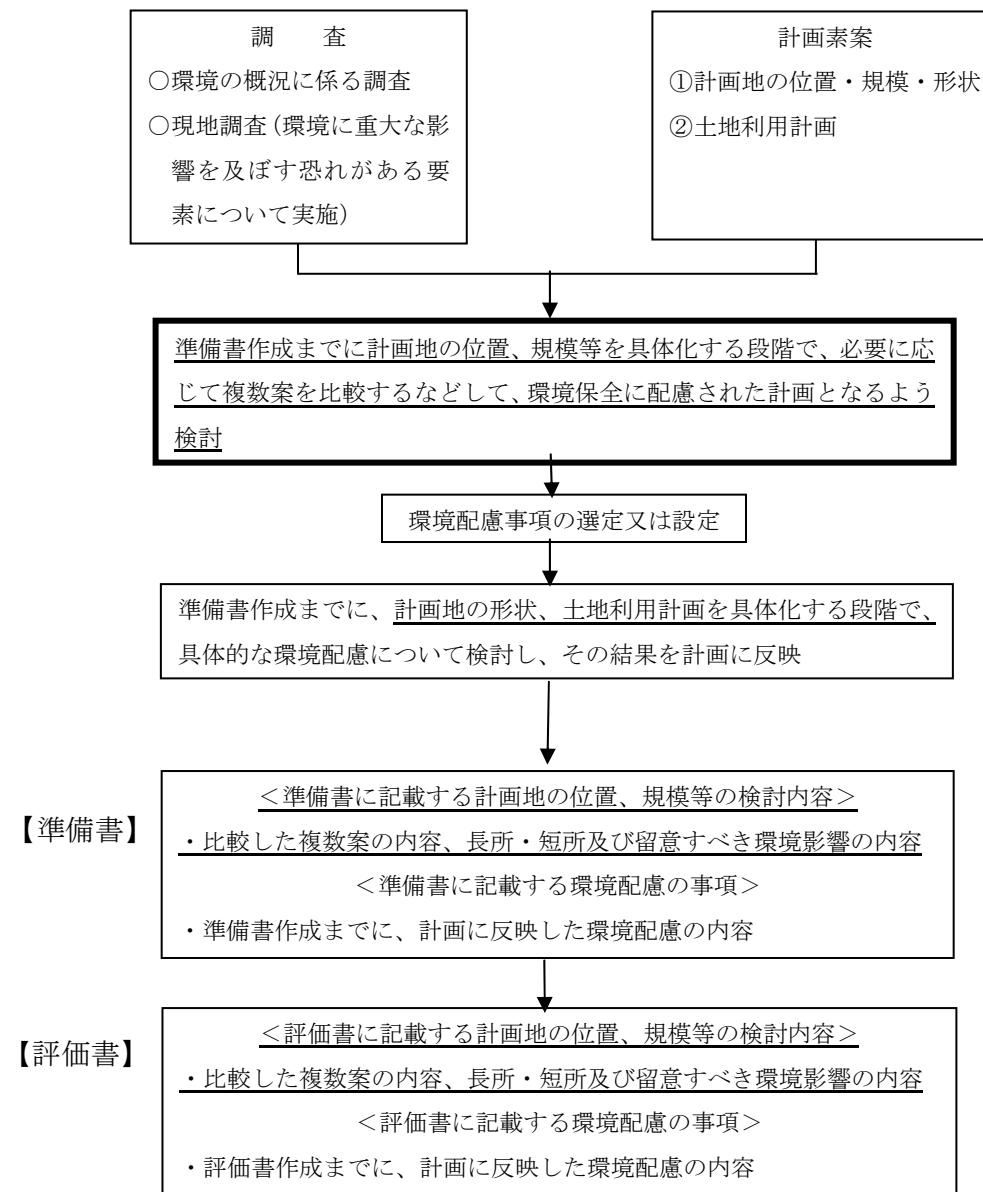 調　査
○環境の概況に係る調査
○現地調査(環境に重大な影
響を及ぼす恐れがある要
素について実施)
計画素案
①計画地の位置・規模・形状
②土地利用計画
準備書作成までに計画地の位置、規模等を具体化する段階で、必要に応
じて複数案を比較するなどして、環境保全に配慮された計画となるよう
検討
環境配慮事項の選定又は設定
準備書作成までに、計画地の形状、土地利用計画を具体化する段階で、
具体的な環境配慮について検討し、その結果を計画に反映
【準備書】
＜準備書に記載する計画地の位置、規模等の検討内容＞
・比較した複数案の内容、長所・短所及び留意すべき環境影響の内容
＜準備書に記載する環境配慮の事項＞
・準備書作成までに、計画に反映した環境配慮の内容
【評価書】
＜評価書に記載する計画地の位置、規模等の検討内容＞
・比較した複数案の内容、長所・短所及び留意すべき環境影響の内容
＜評価書に記載する環境配慮の事項＞
・評価書作成までに、計画に反映した環境配慮の内容